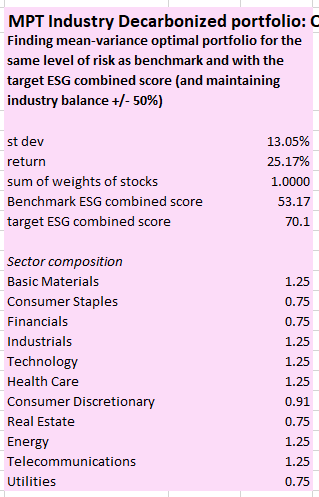 MPT Industry Decarbonized portfolio: C
Finding mean-variance optimal portfolio for the
same level of risk as benchmark and with the
target ESG combined score (and maintaining
industry balance +/- 50%)
st dev 13.05%
return 25.17%
sum of weights of stocks 1.0000
Benchmark ESG combined score 53.17
target ESG combined score 70.1
Sector composition
Basic Materials 1.25
Consumer Staples 0.75
Financials 0.75
Industrials 1.25
Technology 1.25
Health Care 1.25
Consumer Discretionary 0.91
Real Estate 0.75
Energy 1.25
Telecommunications 1.25
Utilities 0.75